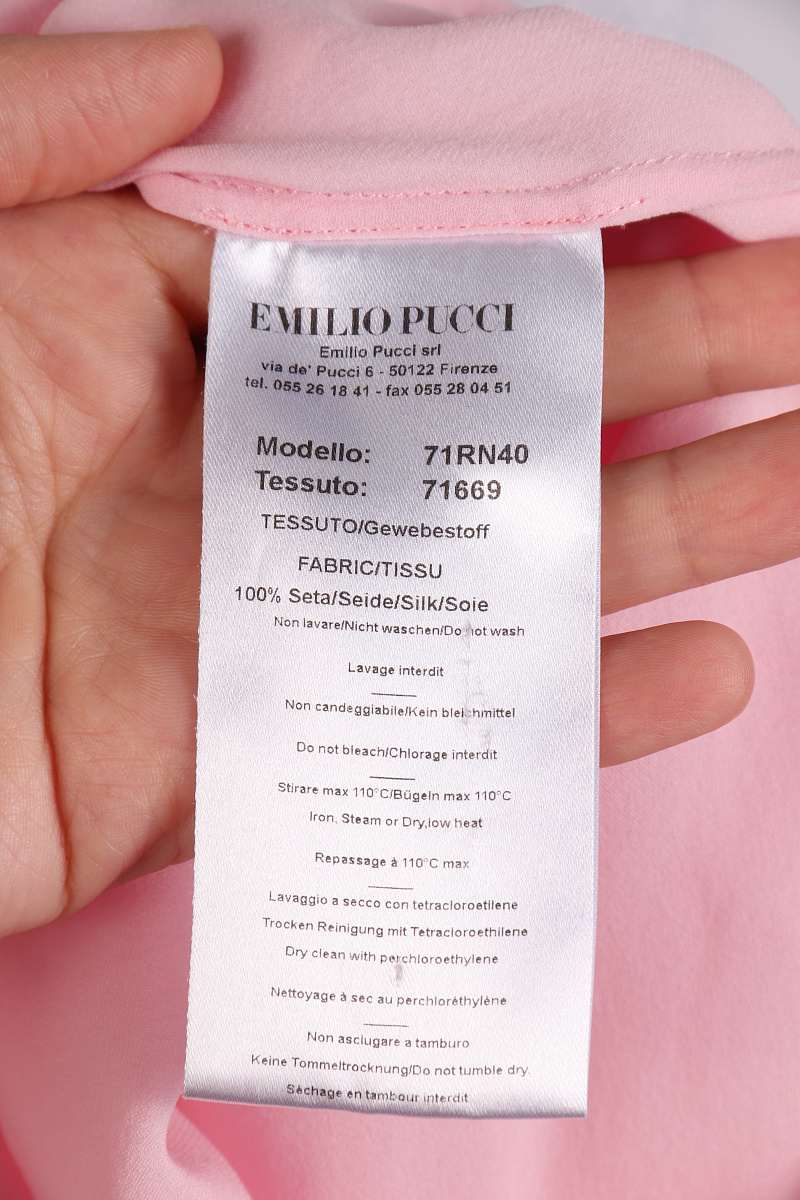 EMILIO PUCCI
Emilio Pucci srl
via de' Pucci 6 - 50122 Firenze
tel. 055 26 18 41 - fax 055 28 04 51
Modello: 71RN40
Tessuto: 71669
TESSUTO/Gewebestoff
FABRIC/TISSU
100% Seta/Seide/Silk/Soie
Non lavare/Nicht waschen/Do not wash
Lavage interdit
Non candeggiabile/Kein bleichmittel
Do not bleach/Chlorage interdit
Stirare max 110°C/Bügeln max 110°C
Iron, Steam or Dry,low heat
Repassage à 110°C max
Lavaggio a secco con tetracloroetilene
Trocken Reinigung mit Tetracloroethilene
Dry clean with perchloroethylene
Nettoyage à sec au perchloréthylène
Non asciugare a tamburo
Keine Tommeltrocknung/Do not tumble dry.
Séchage en tambour interdit